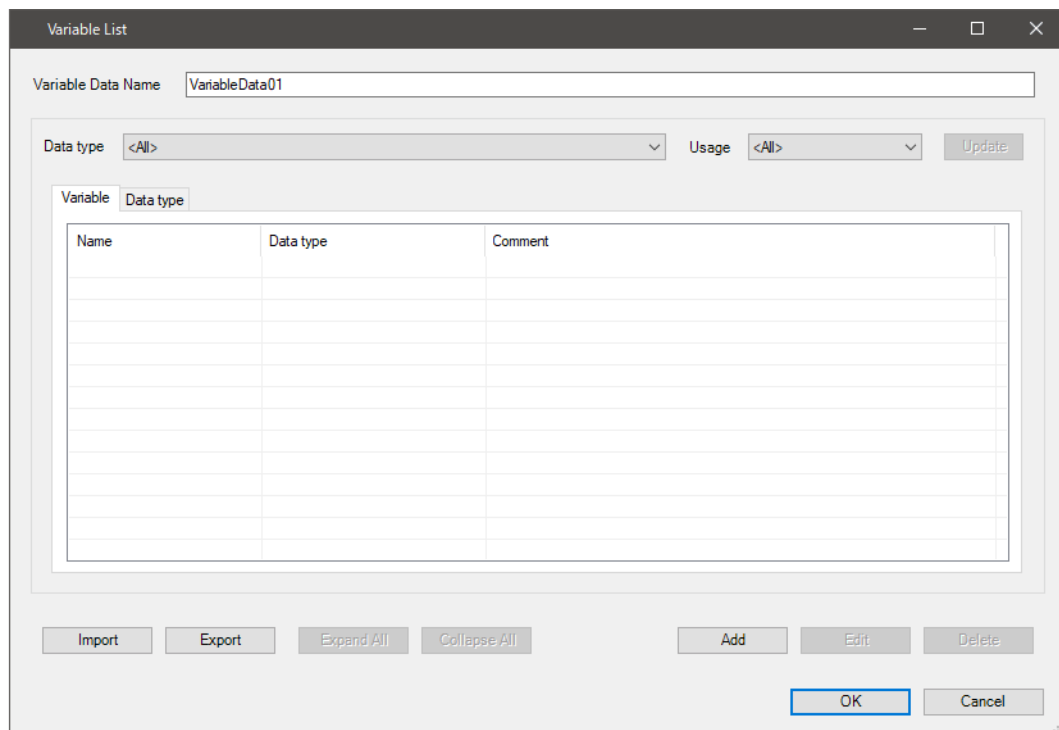 Variable List
Variable Data Name VariableData01
Data type <All> Usage <All> Update
Variable Data type
Name Data type Comment
Import Export Expand All Collapse All Add Edit Delete
OK Cancel